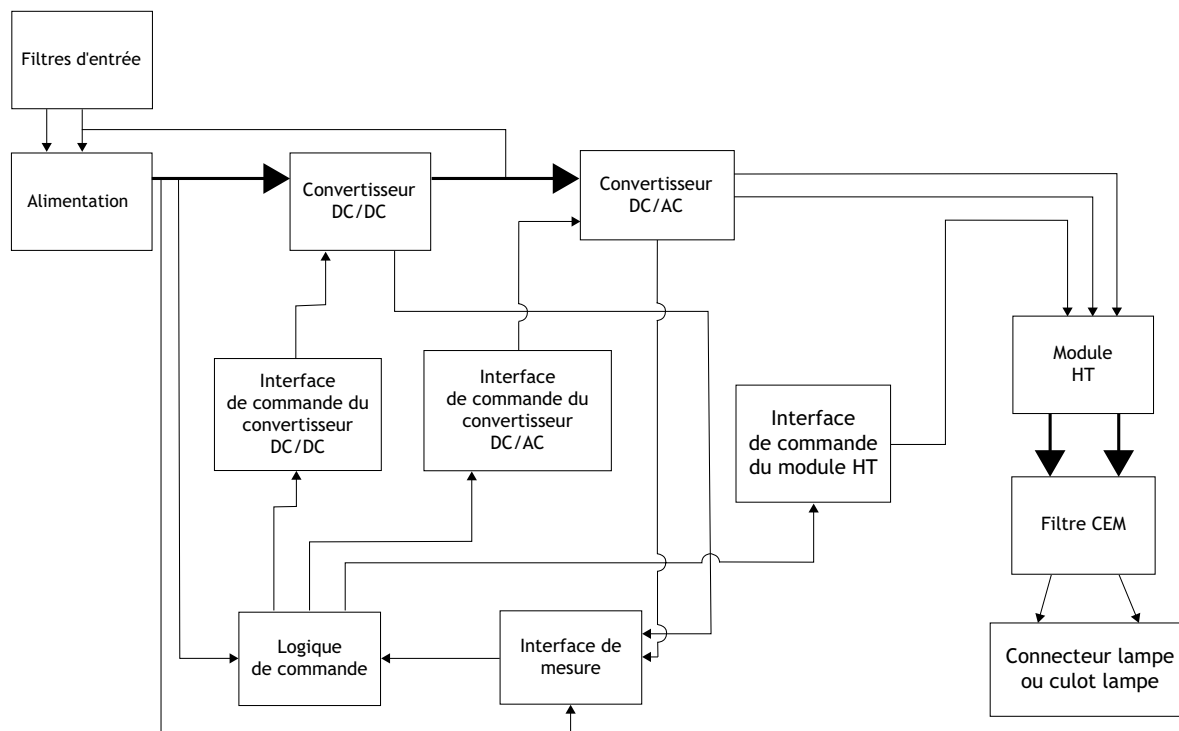 Filtres d'entrée
Alimentation
Convertisseur
DC/DC
Convertisseur
DC/AC
Module
HT
Interface
de commande du
convertisseur
DC/DC
Interface
de commande du
convertisseur
DC/AC
Interface
de commande
du module HT
Filtre CEM
Logique
de commande
Interface de
mesure
Connecteur lampe
ou culot lampe